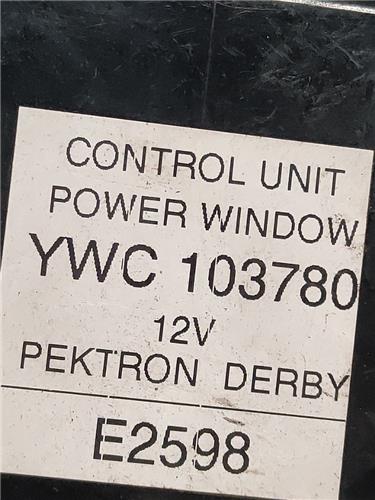 CONTROL UNIT
POWER WINDOW
YWC 103780
12V
PEKTRON DERBY
E2598